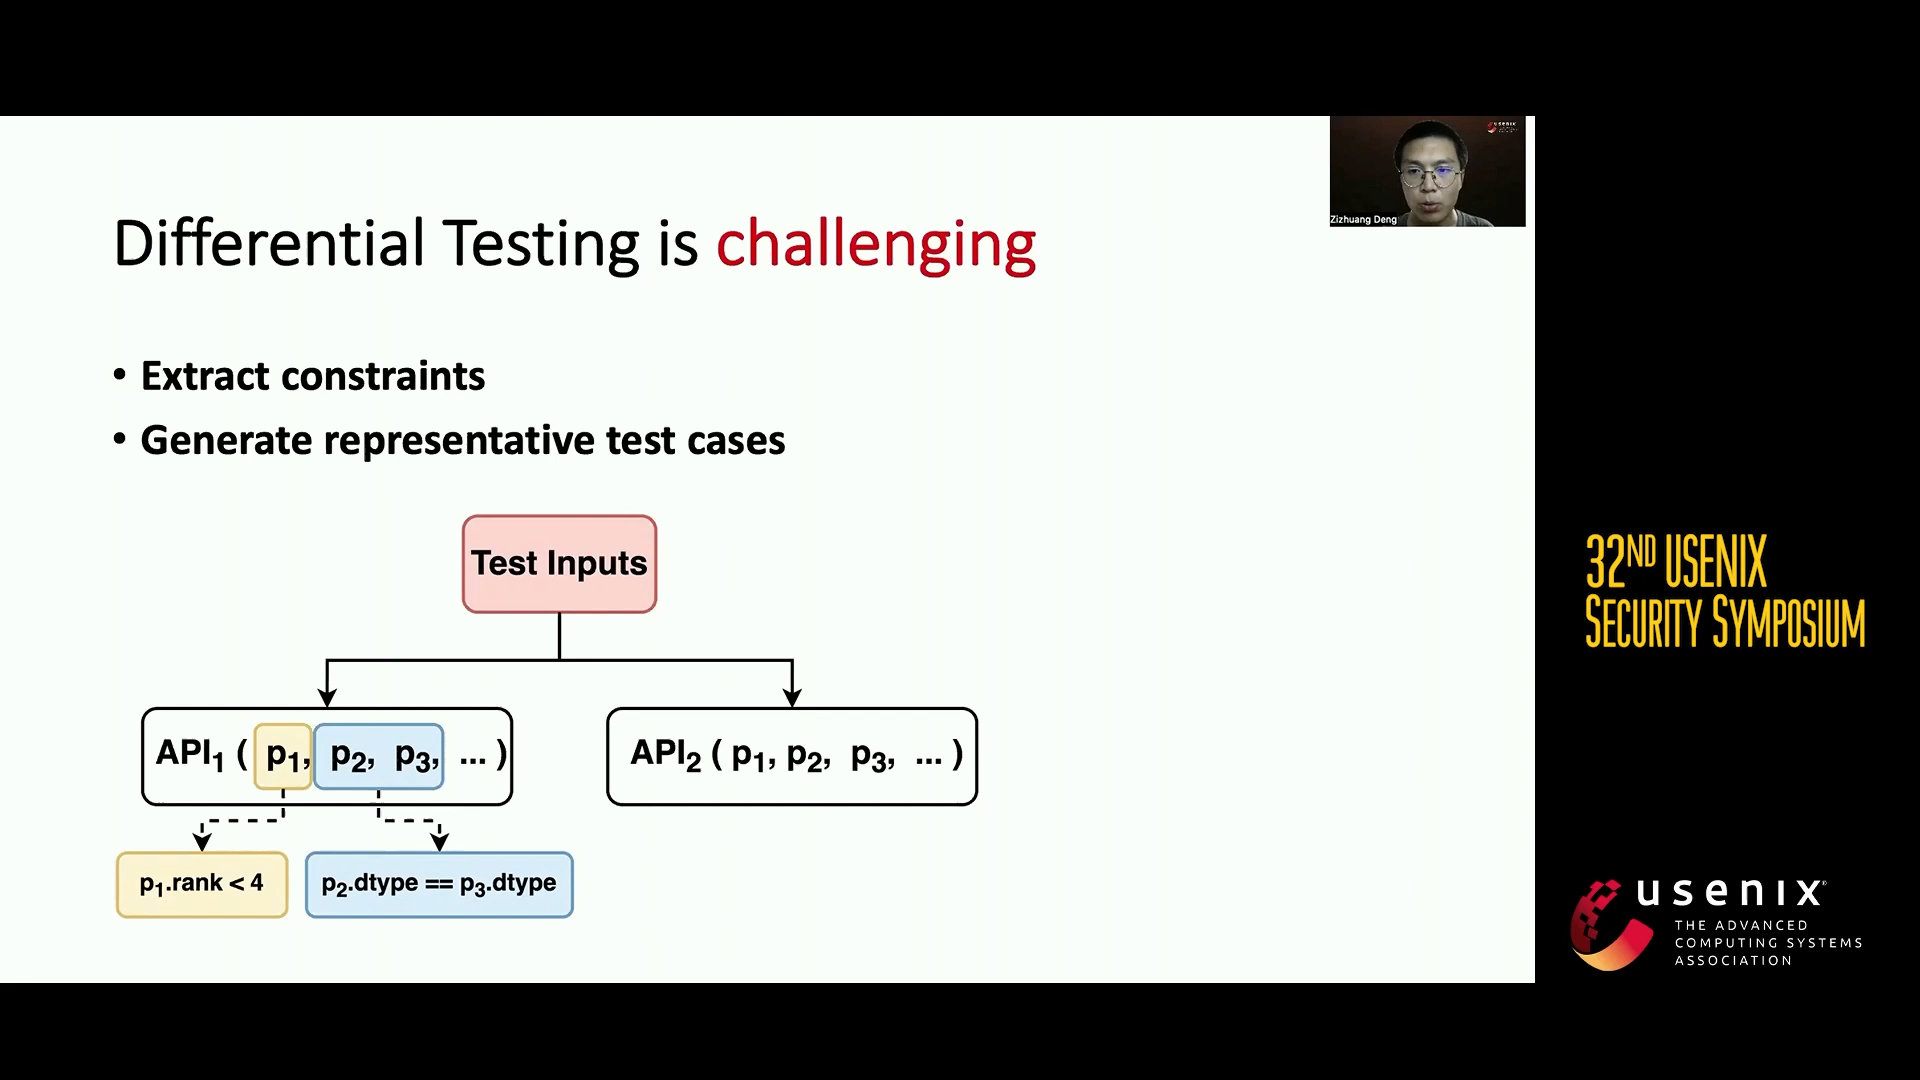 usenix
Zizhuang Deng
Differential Testing is challenging
• Extract constraints
• Generate representative test cases
Test Inputs
API1 ( p1, p2, p3, ... )
API2 ( p1, p2, p3, ... )
p1.rank < 4
p2.dtype == p3.dtype
32ND USENIX
SECURITY SYMPOSIUM
usenix®
THE ADVANCED
COMPUTING SYSTEMS
ASSOCIATION